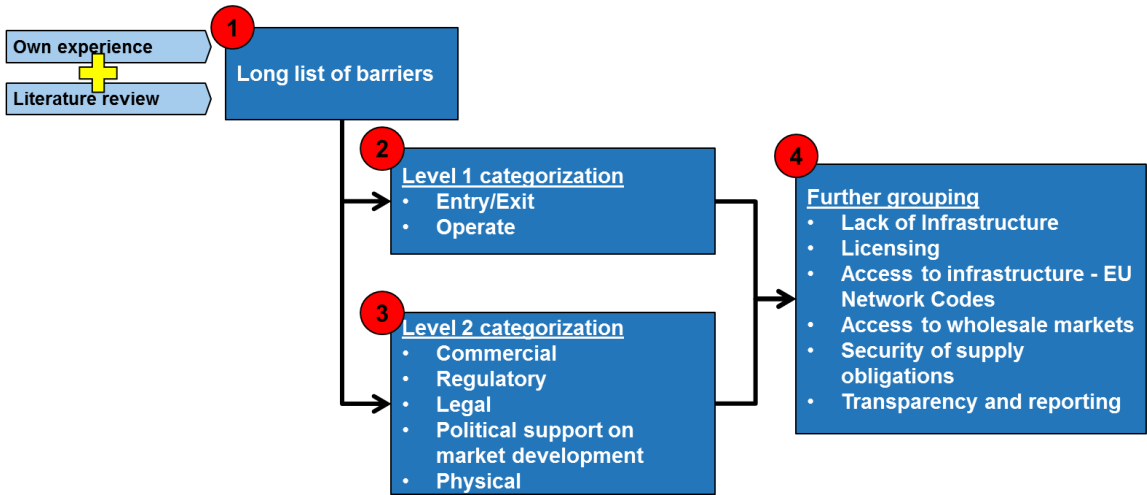 1
Own experience
Literature review
Long list of barriers
2
Level 1 categorization
• Entry/Exit
• Operate
3
Level 2 categorization
• Commercial
• Regulatory
• Legal
• Political support on
market development
• Physical
4
Further grouping
• Lack of Infrastructure
• Licensing
• Access to infrastructure - EU
Network Codes
• Access to wholesale markets
• Security of supply
obligations
• Transparency and reporting